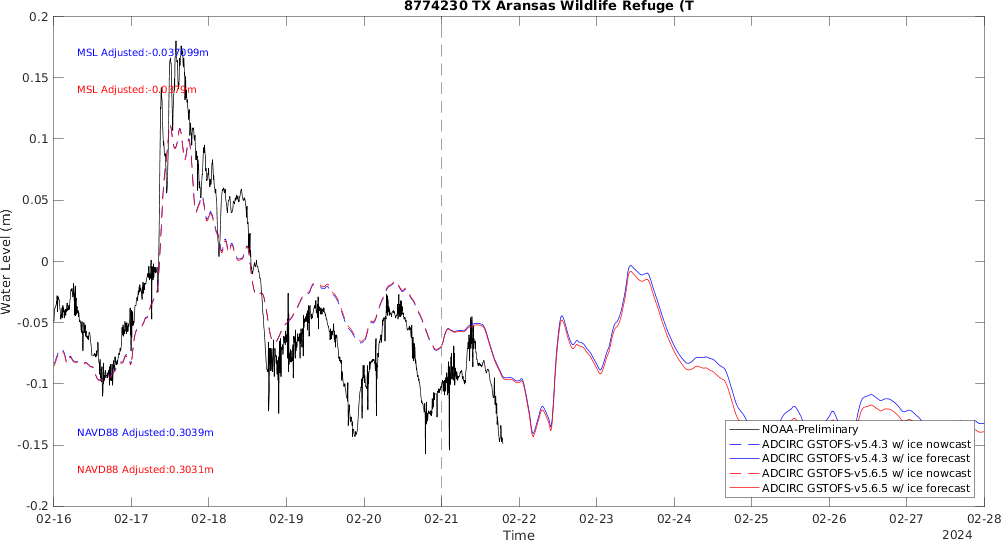 8774230 TX Aransas Wildlife Refuge (T
0.2
0.15
0.1
0.05
0
-0.05
-0.1
-0.15
-0.2
Water Level (m)
MSL Adjusted:-0.037099m
MSL Adjusted:-0.0379m
NAVD88 Adjusted:0.3039m
NAVD88 Adjusted:0.3031m
NOAA-Preliminary
ADCIRC GSTOFS-v5.4.3 w/ ice nowcast
ADCIRC GSTOFS-v5.4.3 w/ ice forecast
ADCIRC GSTOFS-v5.6.5 w/ ice nowcast
ADCIRC GSTOFS-v5.6.5 w/ ice forecast
02-16 02-17 02-18 02-19 02-20 02-21 02-22 02-23 02-24 02-25 02-26 02-27 02-28
Time
2024